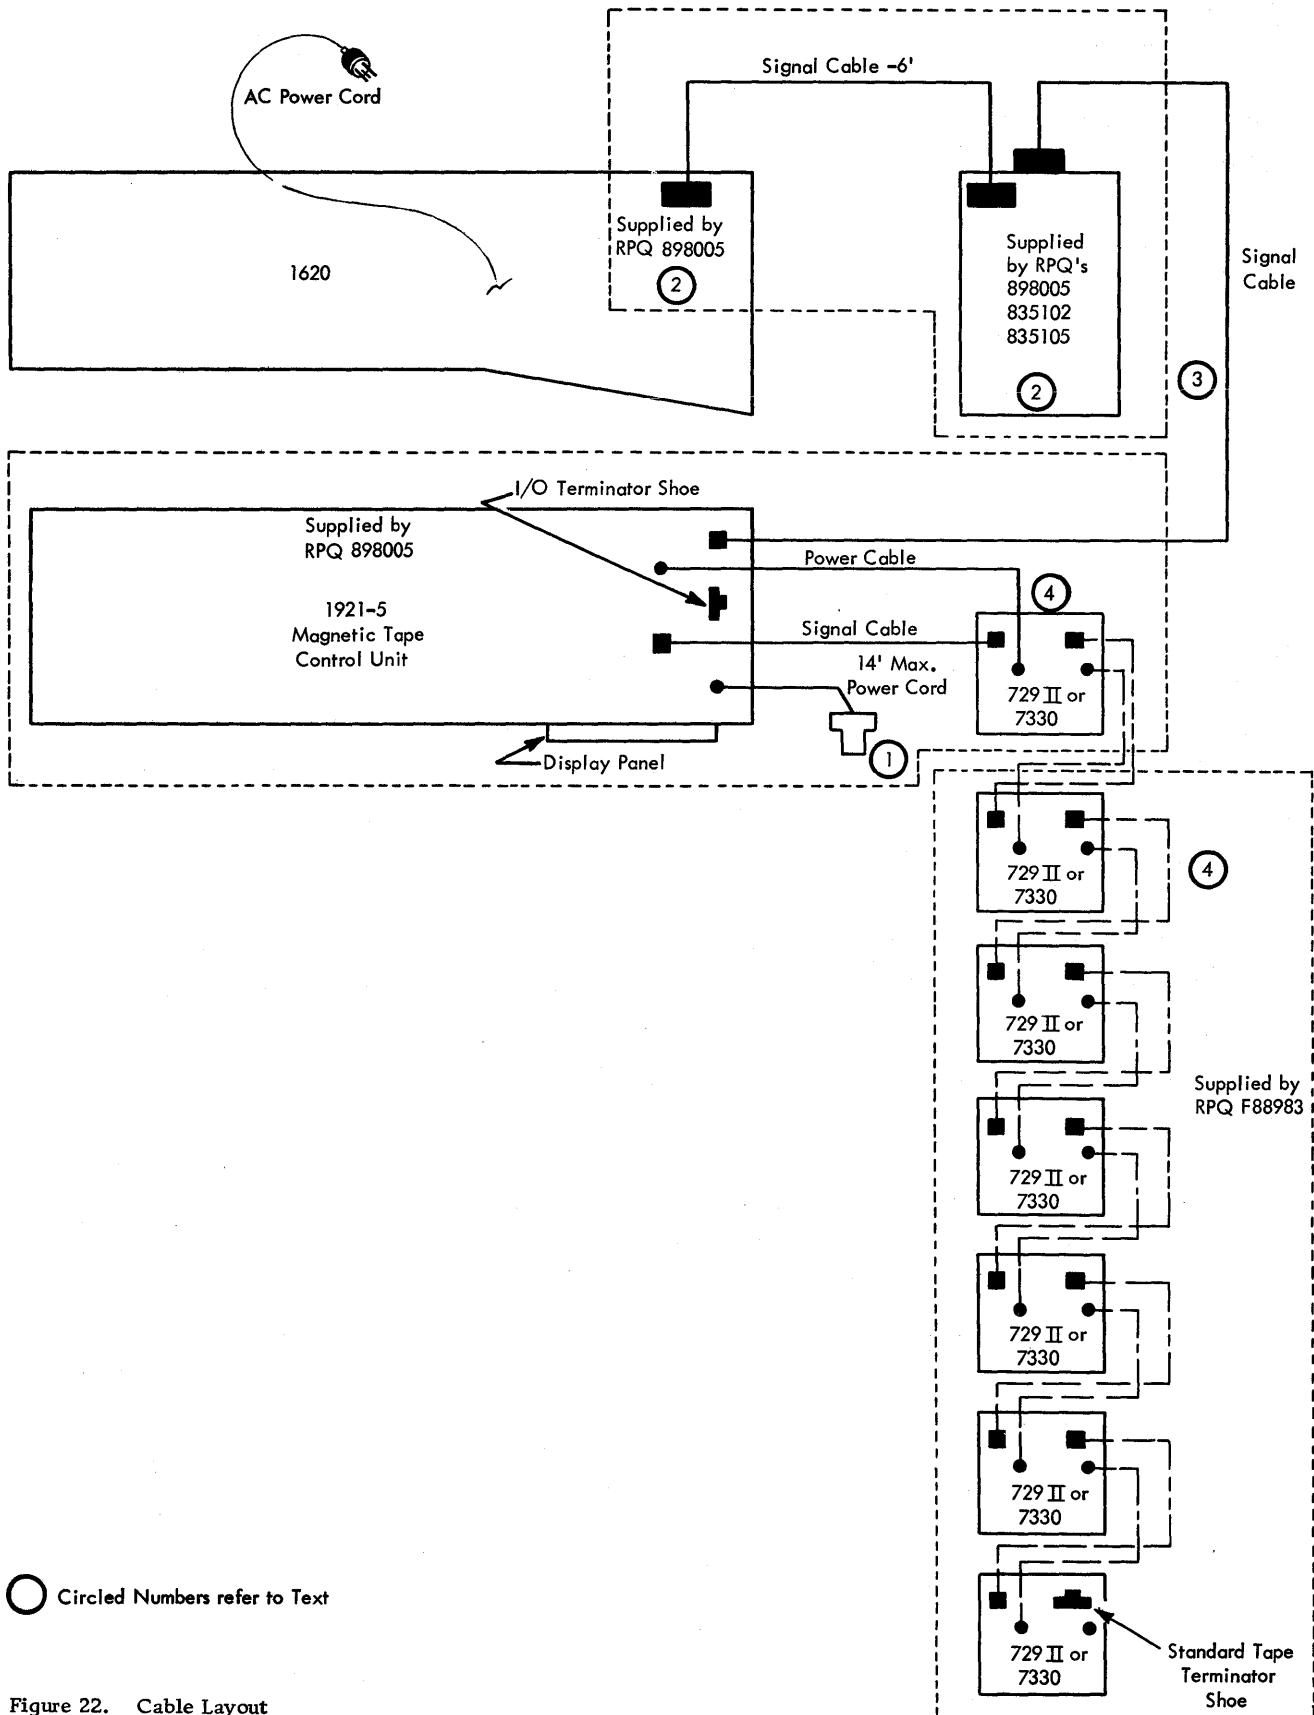 Signal Cable -6'
AC Power Cord
Supplied by
RPQ 898005
2
1620
Supplied
by RPQ's
898005
835102
835105
2
Signal
Cable
3
I/O Terminator Shoe
Supplied by
RPQ 898005
1921-5
Magnetic Tape
Control Unit
Power Cable
4
Signal Cable
14' Max.
Power Cord
729 II or
7330
1
Display Panel
729 II or
7330
4
729 II or
7330
Supplied by
RPQ F88983
729 II or
7330
729 II or
7330
729 II or
7330
Circled Numbers refer to Text
729 II or
7330
Standard Tape
Terminator
Shoe
Figure 22. Cable Layout